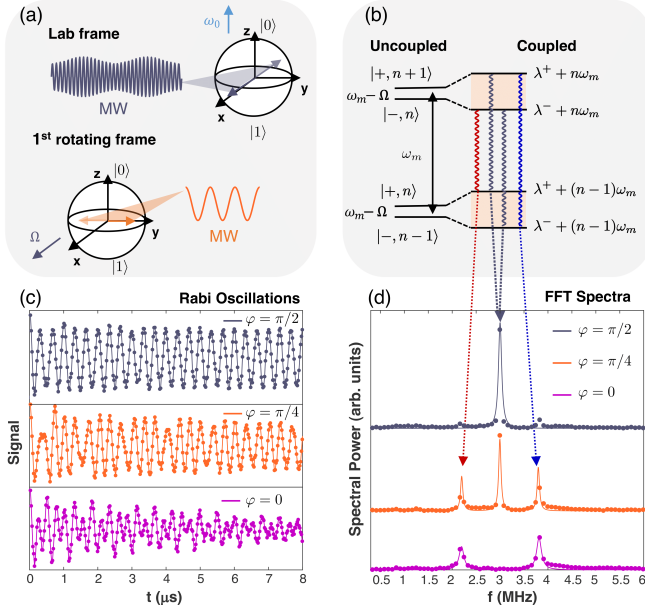 (a)
Lab frame
ω₀
z
|0⟩
MW
y
x
|1⟩
1st rotating frame
z
|0⟩
MW
y
Ω
x
|1⟩
(b)
Uncoupled
Coupled
|+, n + 1⟩
λ⁺ + nωₘ
ωₘ − Ω
|−, n⟩
λ⁻ + nωₘ
ωₘ
|+, n⟩
λ⁺ + (n − 1)ωₘ
ωₘ − Ω
|−, n − 1⟩
λ⁻ + (n − 1)ωₘ
(c)
Rabi Oscillations
φ = π/2
φ = π/4
φ = 0
Signal
0 1 2 3 4 5 6 7 8
t (μs)
(d)
FFT Spectra
φ = π/2
φ = π/4
φ = 0
Spectral Power (arb. units)
0.5 1 1.5 2 2.5 3 3.5 4 4.5 5 5.5 6
f (MHz)